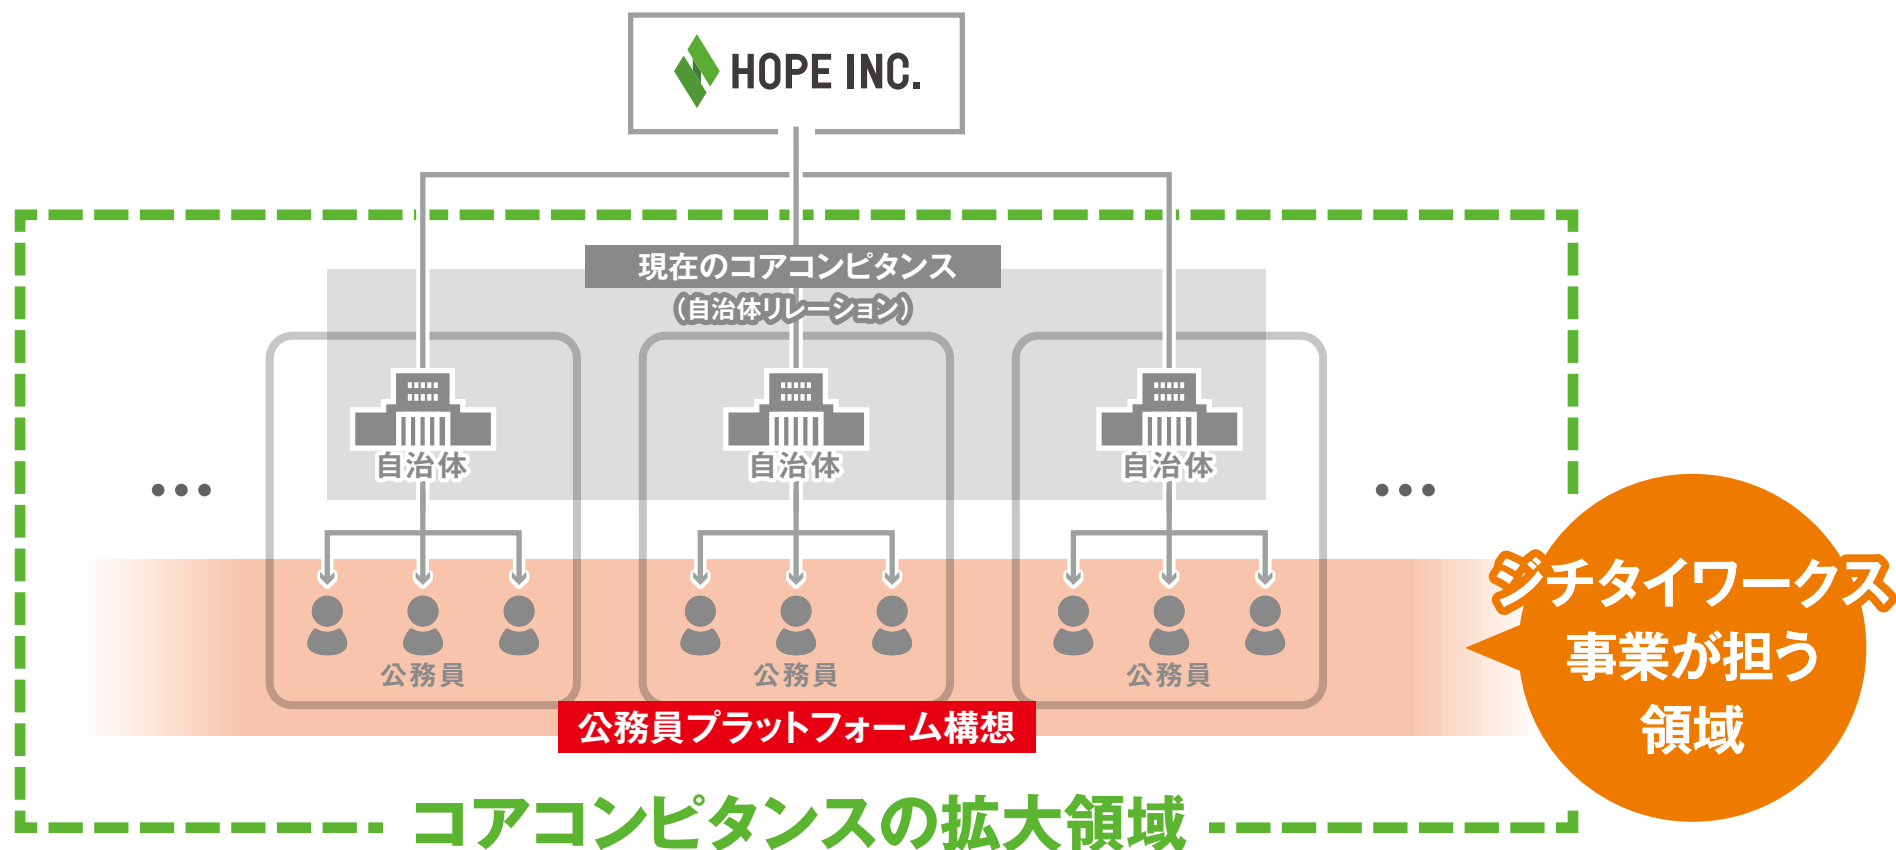 HOPE INC.
現在のコアコンピタンス
(自治体リレーション)
自治体
自治体
自治体
...
...
ジチタイワークス
事業が担う
領域
公務員
公務員
公務員
公務員プラットフォーム構想
コアコンピタンスの拡大領域